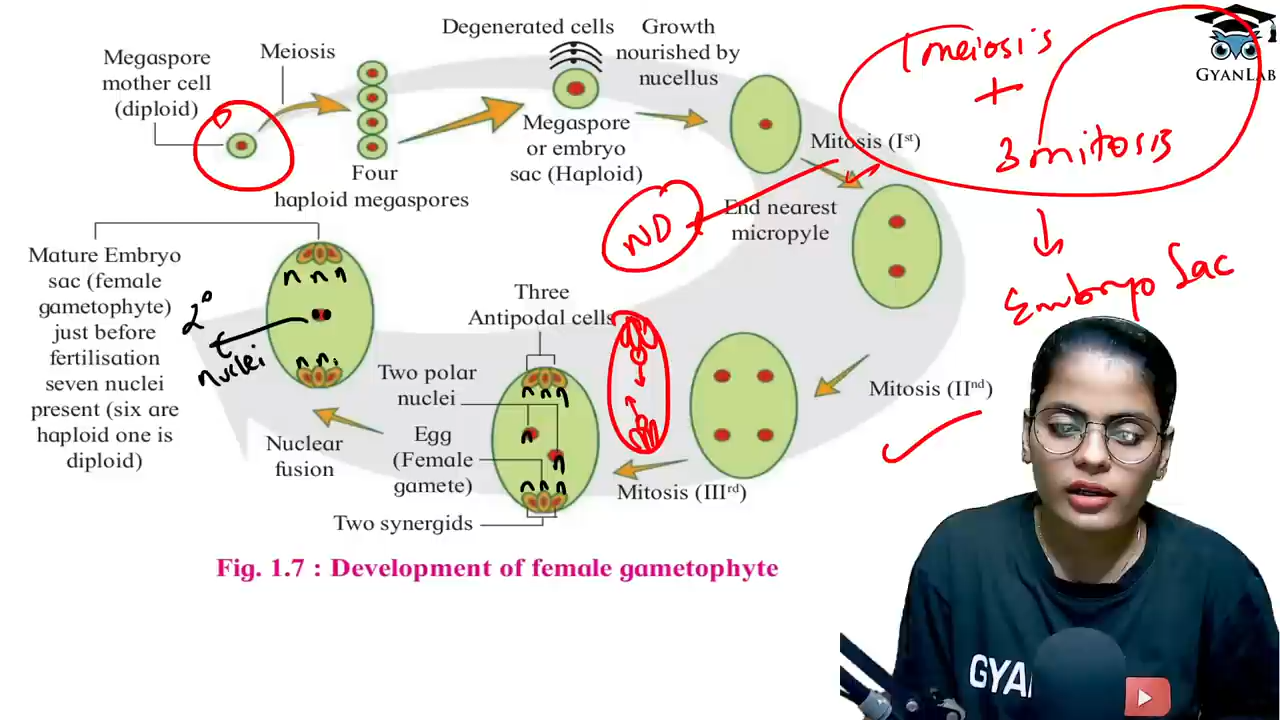 Degenerated cells
Growth
nourished by
nucellus
Megaspore
mother cell
(diploid)
Meiosis
Four
haploid megaspores
Megaspore
or embryo
sac (Haploid)
Mitosis (Ist)
End nearest
micropyle
1 meiosis
+
3 mitosis
Embryo Sac
ND
GYANLAB
Mature Embryo
sac (female
gametophyte)
just before
fertilisation
seven nuclei
present (six are
haploid one is
diploid)
n n n
2°
nuclei
n n
Three
Antipodal cells
Two polar
nuclei
Egg
(Female
gamete)
Two synergids
n n n
n
n
n n n
Nuclear
fusion
Mitosis (IInd)
Mitosis (IIIrd)
Fig. 1.7 : Development of female gametophyte
GYAN